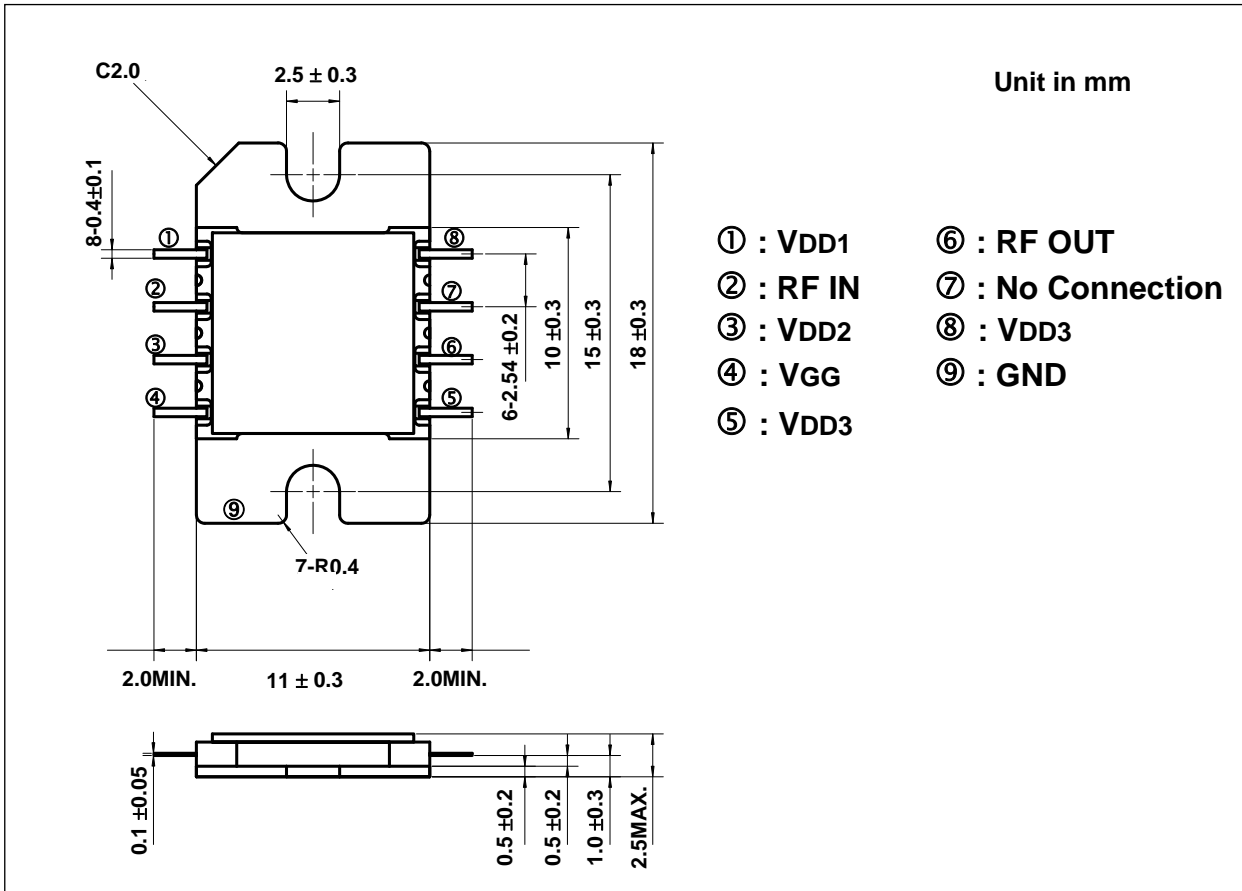 Unit in mm
C2.0
2.5 ± 0.3
8-0.4±0.1
①
②
③
④
⑧
⑦
⑥
⑤
⑨
6-2.54 ±0.2
10 ±0.3
15 ±0.3
18 ±0.3
7-R0.4
2.0MIN.
11 ± 0.3
2.0MIN.
① : VDD1
② : RF IN
③ : VDD2
④ : VGG
⑤ : VDD3
⑥ : RF OUT
⑦ : No Connection
⑧ : VDD3
⑨ : GND
0.1 ±0.05
0.5 ±0.2
0.5 ±0.2
1.0 ±0.3
2.5MAX.